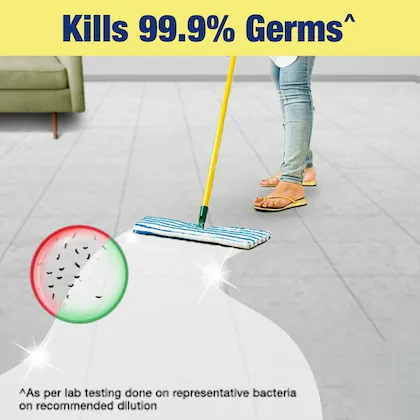 Kills 99.9% Germs^
^As per lab testing done on representative bacteria
on recommended dilution